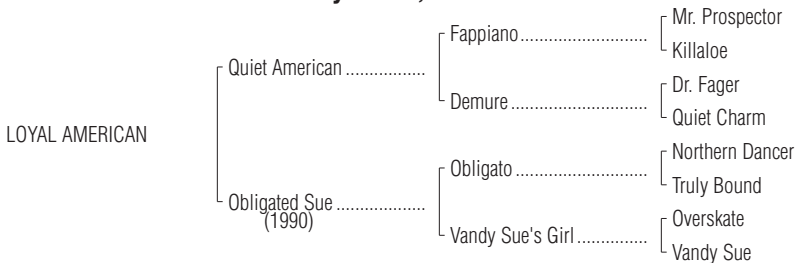 Mr. Prospector
Fappiano..........................
Killaloe
Quiet American .................
Dr. Fager
Demure............................
Quiet Charm
LOYAL AMERICAN
Northern Dancer
Obligato ...........................
Truly Bound
Obligated Sue ...................
(1990)
Overskate
Vandy Sue's Girl...............
Vandy Sue